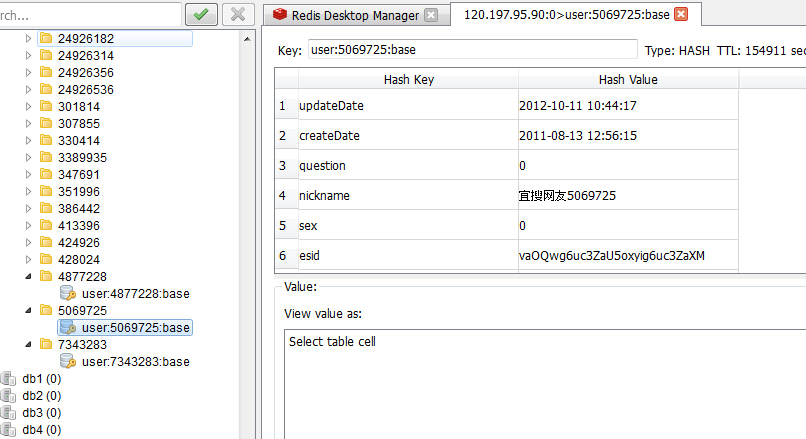 rch...
24926182
24926314
24926356
24926536
301814
307855
330414
3389935
347691
351996
386442
413396
424926
428024
4877228
user:4877228:base
5069725
user:5069725:base
7343283
user:7343283:base
db1 (0)
db2 (0)
db3 (0)
db4 (0)
Redis Desktop Manager
120.197.95.90:0>user:5069725:base
Key: user:5069725:base Type: HASH TTL: 154911 sec
Hash Key Hash Value
1 updateDate 2012-10-11 10:44:17
2 createDate 2011-08-13 12:56:15
3 question 0
4 nickname 宜搜网友5069725
5 sex 0
6 esid vaOQwg6uc3ZaU5oxyig6uc3ZaXM
Value:
View value as:
Select table cell